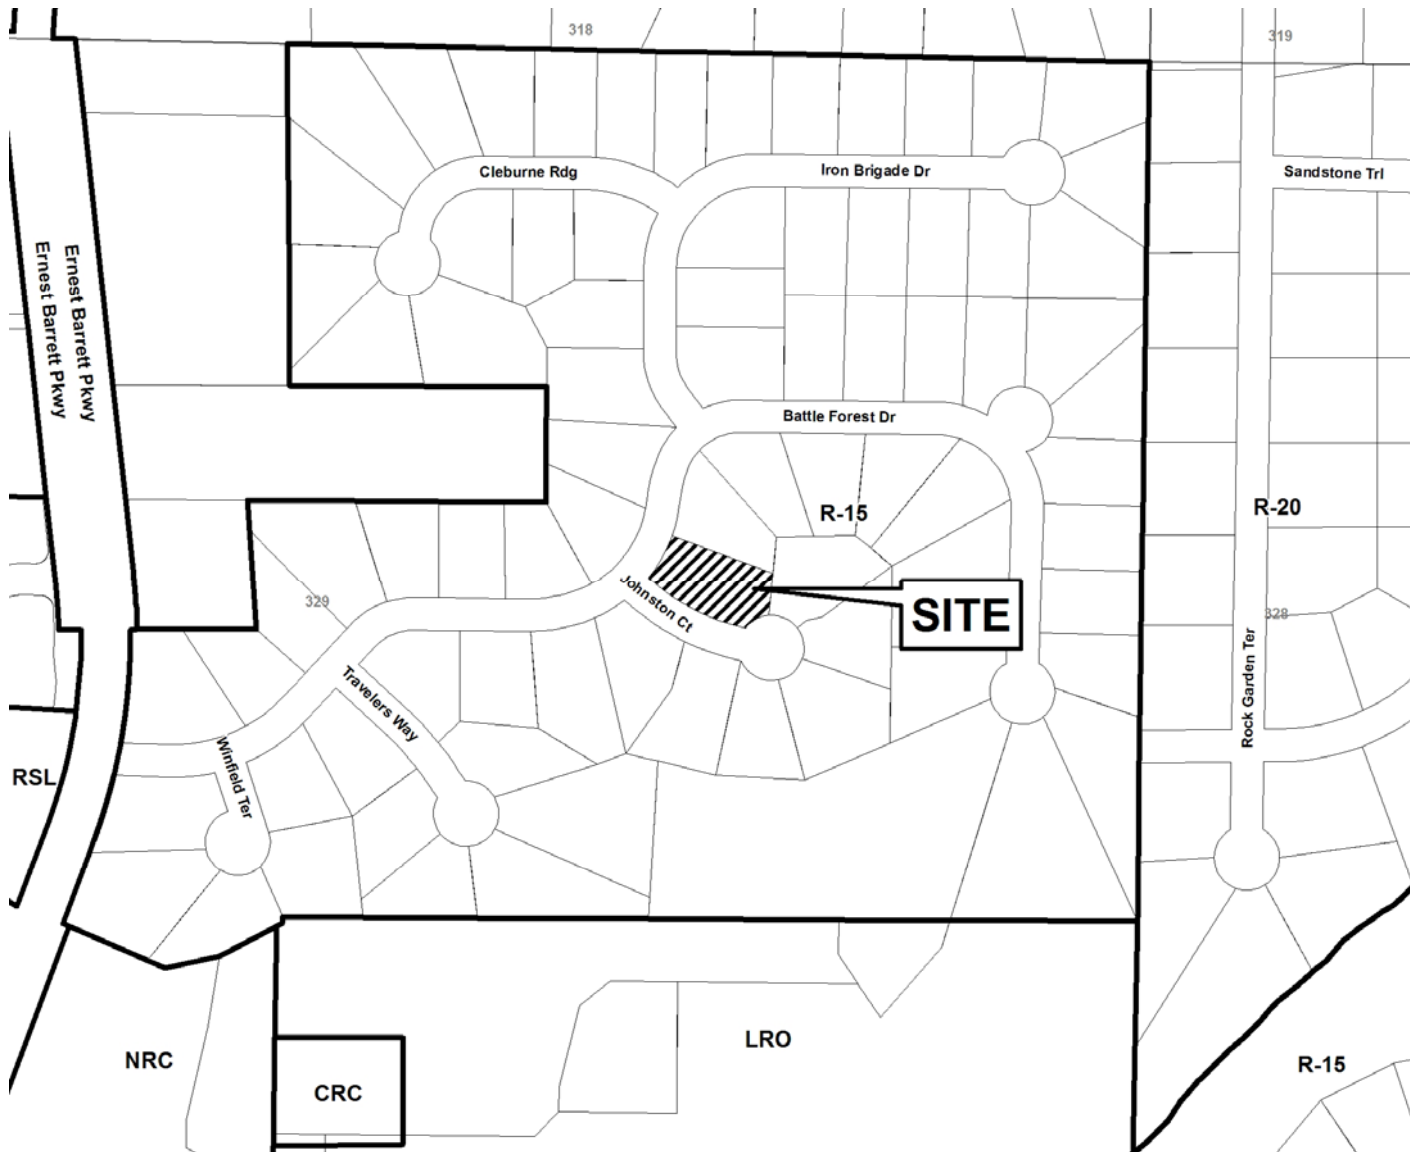 318
319
Cleburne Rdg
Iron Brigade Dr
Sandstone Trl
Ernest Barrett Pkwy
Ernest Barrett Pkwy
Battle Forest Dr
R-15
R-20
329
Johnston Ct
SITE
328
Rock Garden Ter
Travelers Way
Winfield Ter
RSL
NRC
LRO
CRC
R-15